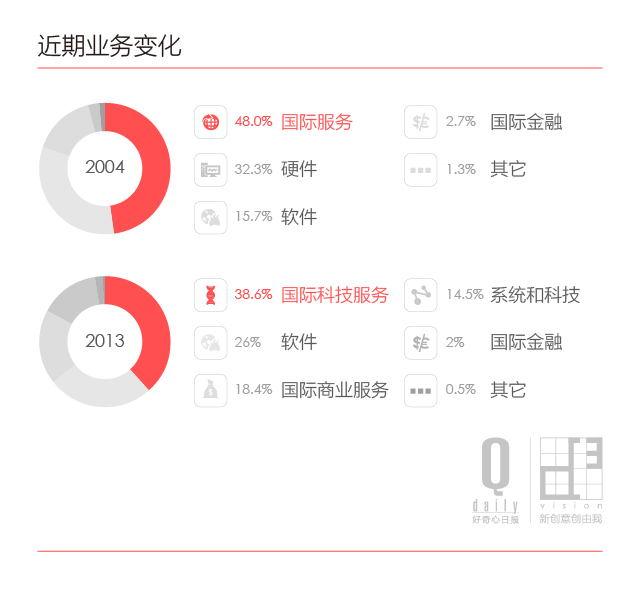 近期业务变化
2004
48.0% 国际服务
2.7% 国际金融
32.3% 硬件
1.3% 其它
15.7% 软件
2013
38.6% 国际科技服务
14.5% 系统和科技
26% 软件
2% 国际金融
18.4% 国际商业服务
0.5% 其它
Q
daily
好奇心日报
vision
新创意创由我